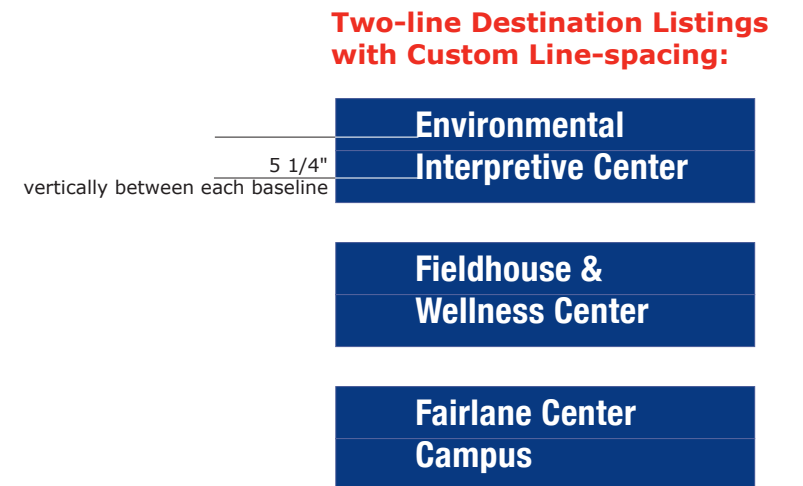 Two-line Destination Listings
with Custom Line-spacing:
Environmental
Interpretive Center
5 1/4"
vertically between each baseline
Fieldhouse &
Wellness Center
Fairlane Center
Campus